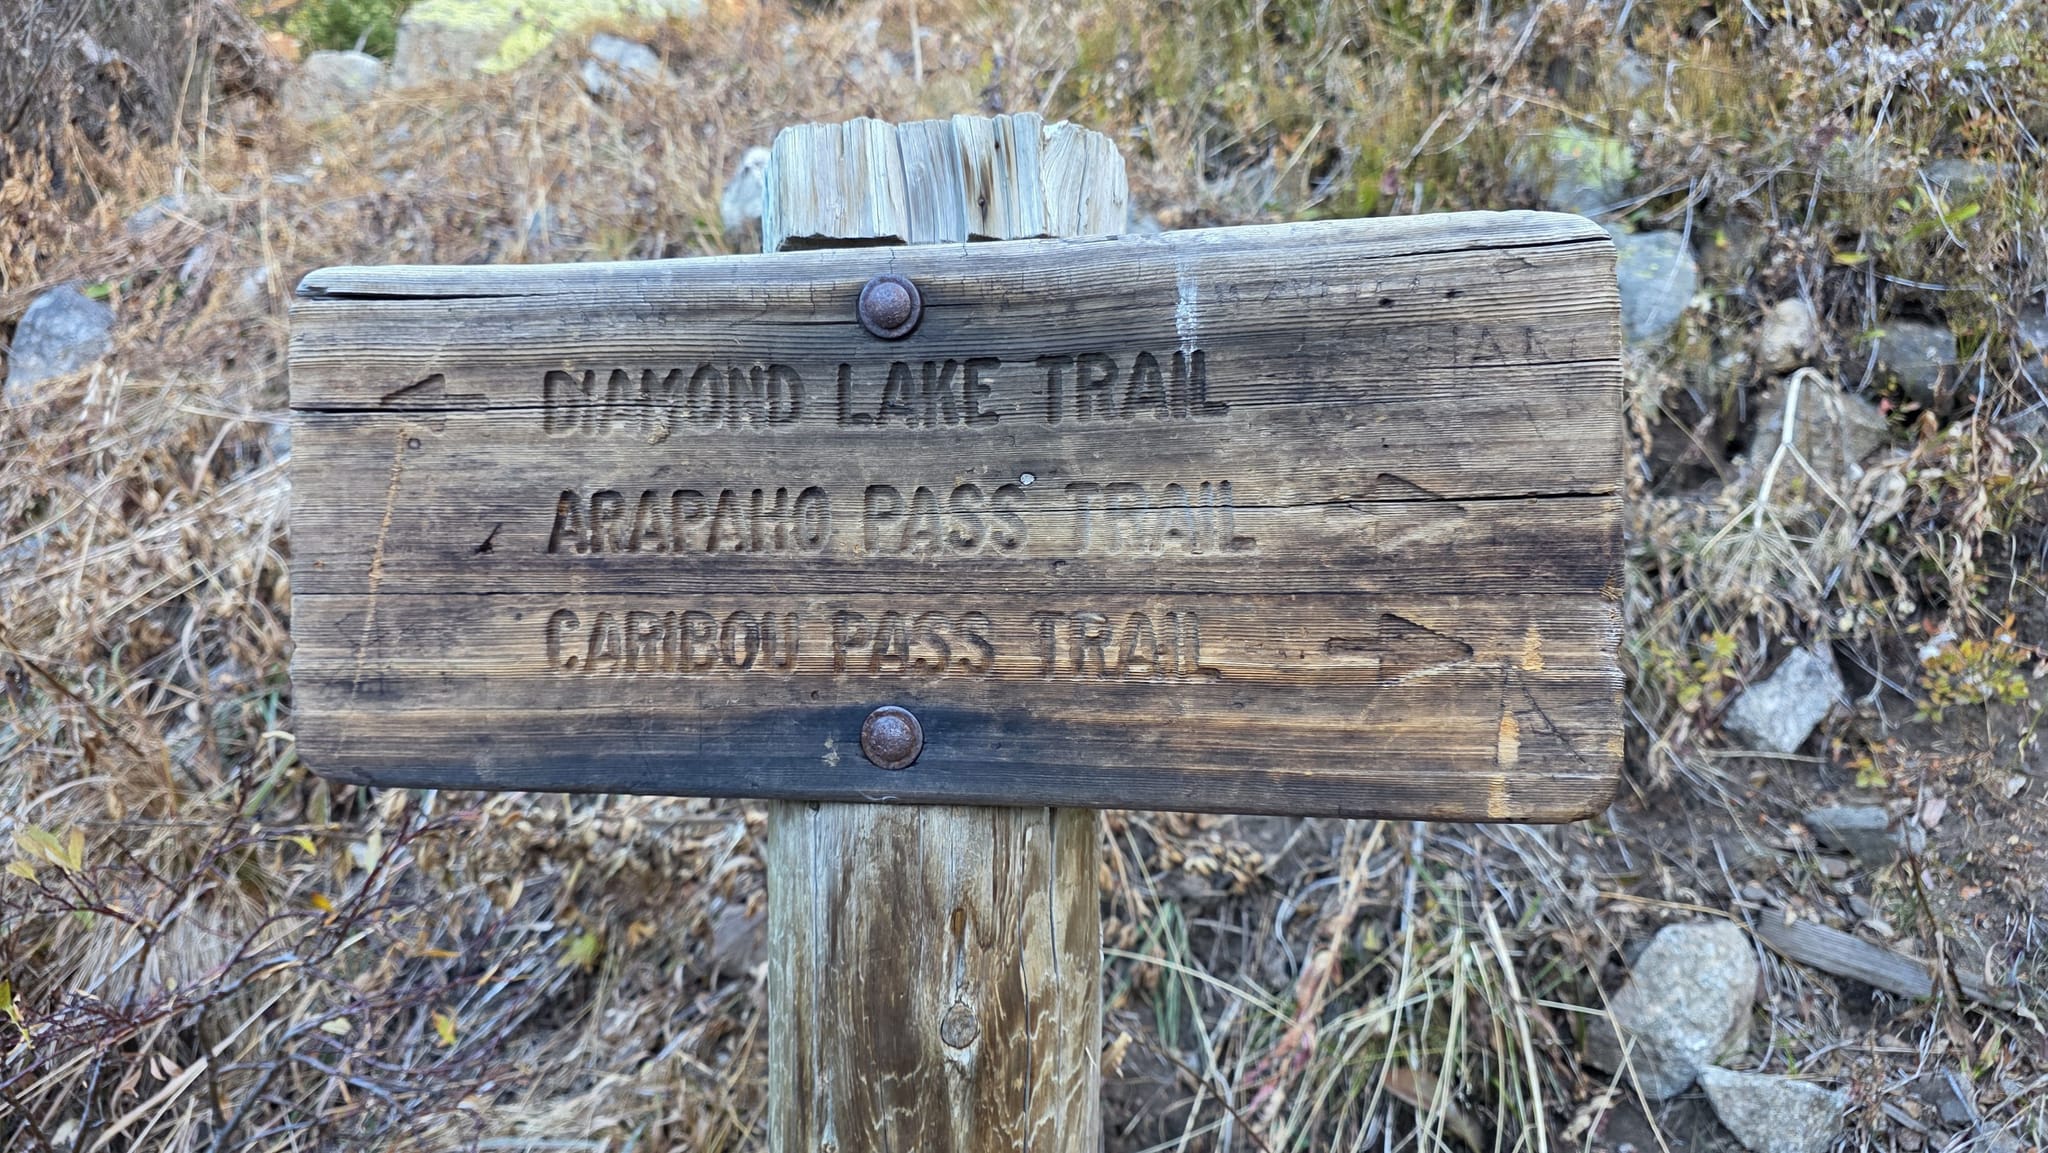 DIAMOND LAKE TRAIL
ARAPAHO PASS TRAIL
CARIBOU PASS TRAIL